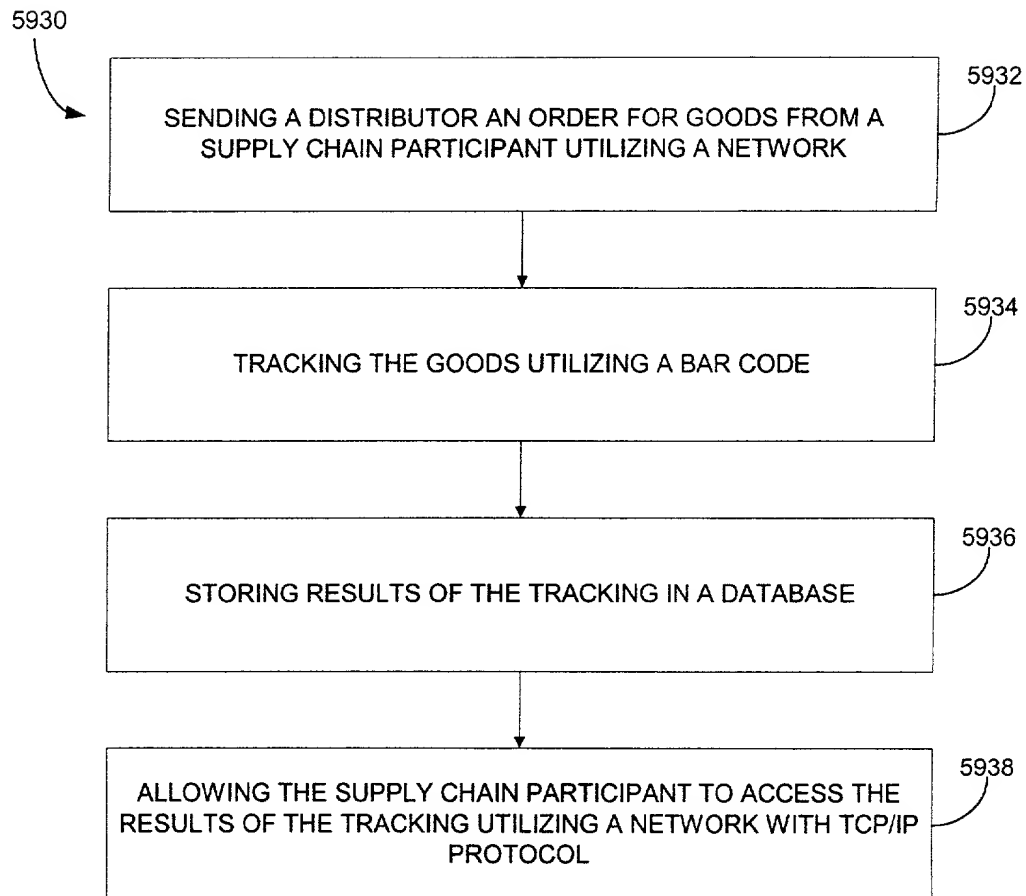 5930
5932
SENDING A DISTRIBUTOR AN ORDER FOR GOODS FROM A
SUPPLY CHAIN PARTICIPANT UTILIZING A NETWORK
5934
TRACKING THE GOODS UTILIZING A BAR CODE
5936
STORING RESULTS OF THE TRACKING IN A DATABASE
5938
ALLOWING THE SUPPLY CHAIN PARTICIPANT TO ACCESS THE
RESULTS OF THE TRACKING UTILIZING A NETWORK WITH TCP/IP
PROTOCOL